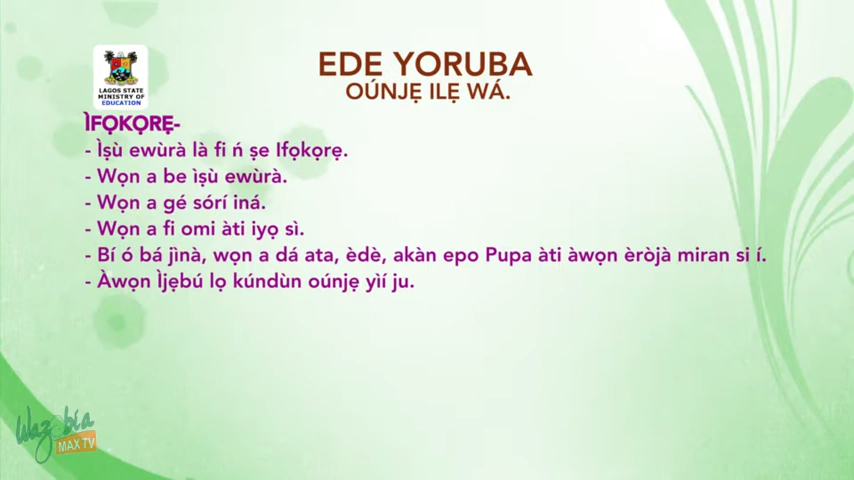 LAGOS STATE
MINISTRY OF
EDUCATION
EDE YORUBA
OÚNJẸ ILẸ WÁ.
ÌFỌKỌRẸ-
- Ìṣù ewùrà là fi ń ṣe Ifọkọrẹ.
- Wọn a be ìṣù ewùrà.
- Wọn a gé sórí iná.
- Wọn a fi omi àti iyọ sì.
- Bí ó bá jìnà, wọn a dá ata, èdè, akàn epo Pupa àti àwọn èròjà miran si í.
- Àwọn Ìjẹbú lọ kúndùn oúnjẹ yìí ju.
Wazobia
MAX TV